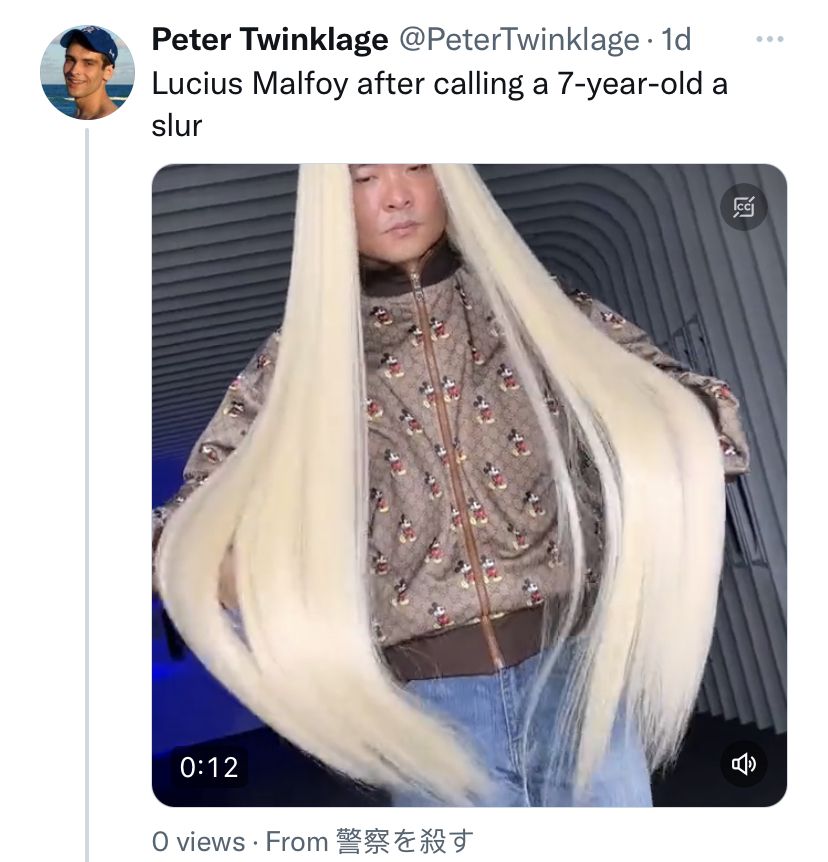 Peter Twinklage @PeterTwinklage · 1d
Lucius Malfoy after calling a 7-year-old a
slur
CC
0:12
0 views · From 警察を殺す